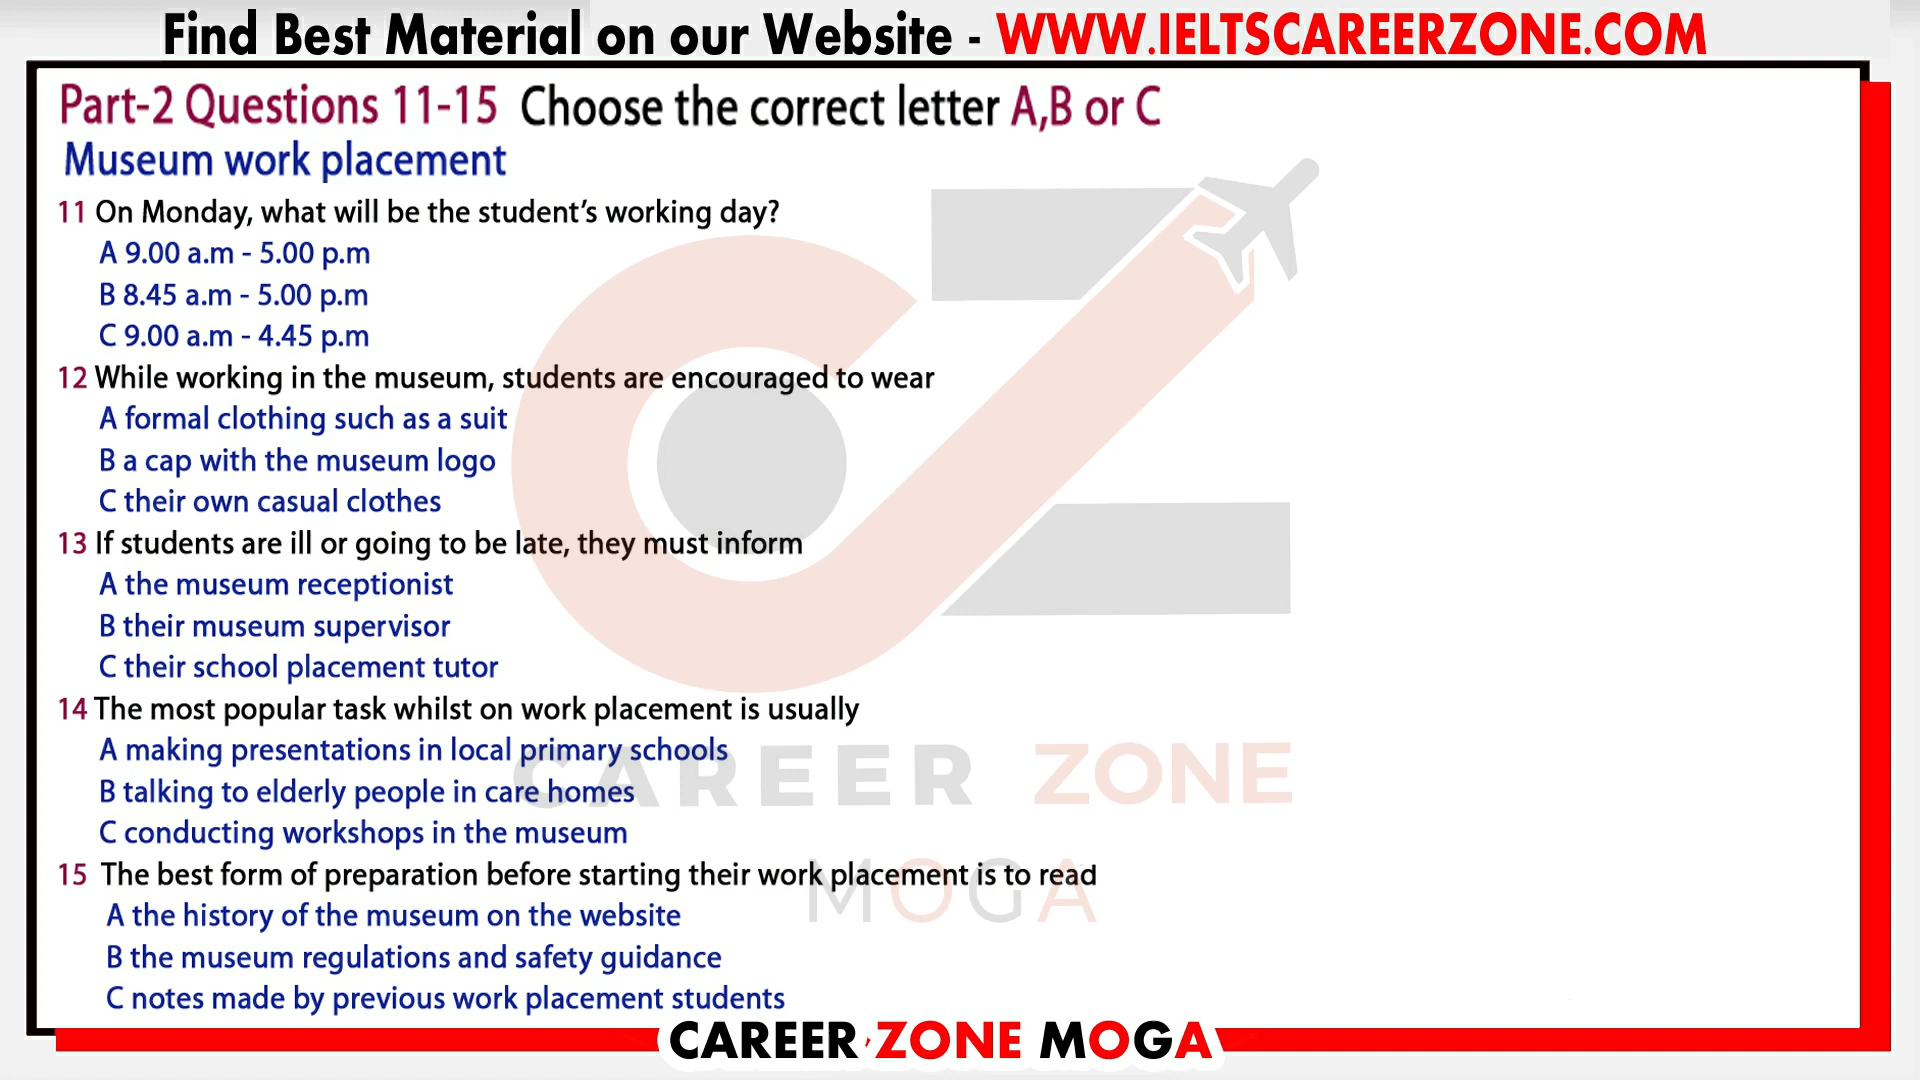 Find Best Material on our Website - WWW.IELTSCAREERZONE.COM
Part-2 Questions 11-15 Choose the correct letter A,B or C
Museum work placement
11 On Monday, what will be the student's working day?
A 9.00 a.m - 5.00 p.m
B 8.45 a.m - 5.00 p.m
C 9.00 a.m - 4.45 p.m
12 While working in the museum, students are encouraged to wear
A formal clothing such as a suit
B a cap with the museum logo
C their own casual clothes
13 If students are ill or going to be late, they must inform
A the museum receptionist
B their museum supervisor
C their school placement tutor
14 The most popular task whilst on work placement is usually
A making presentations in local primary schools
B talking to elderly people in care homes
C conducting workshops in the museum
15 The best form of preparation before starting their work placement is to read
A the history of the museum on the website
B the museum regulations and safety guidance
C notes made by previous work placement students
CAREER ZONE
MOGA
CAREER ZONE MOGA